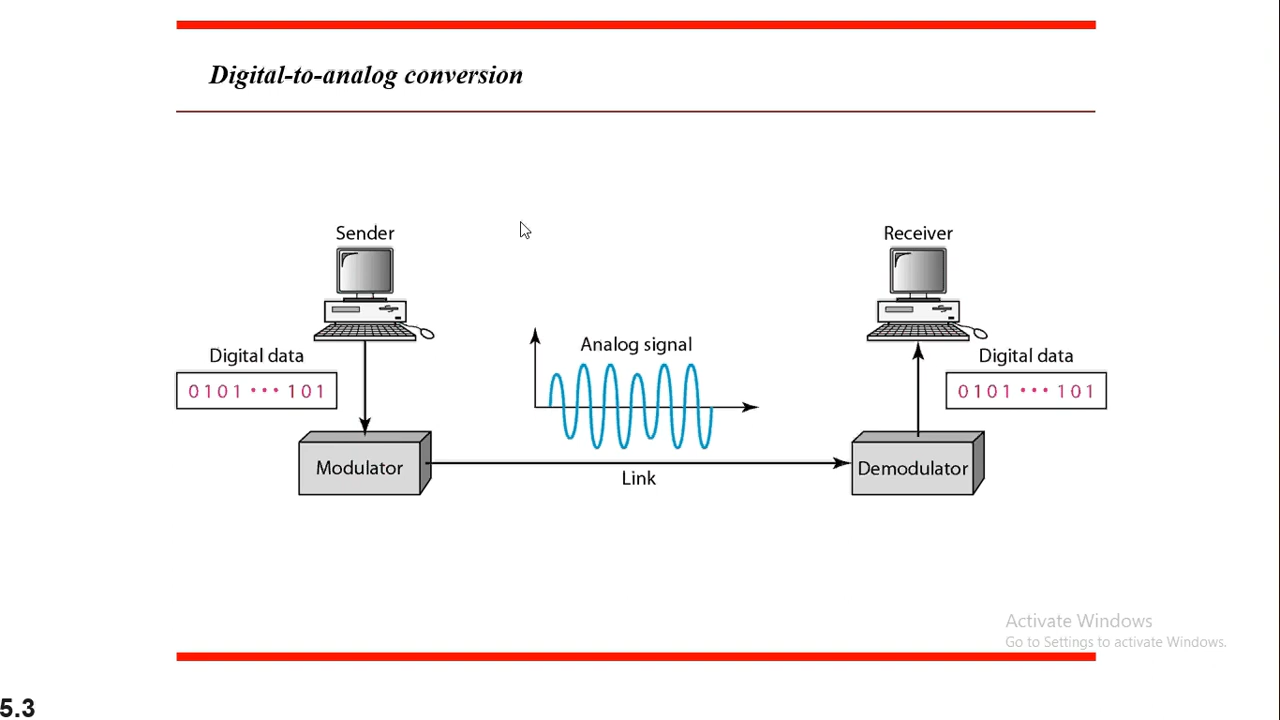 Digital-to-analog conversion
Sender
Receiver
Analog signal
Digital data
Digital data
0101 ••• 101
0101 ••• 101
Modulator
Link
Demodulator
Activate Windows
Go to Settings to activate Windows.
5.3